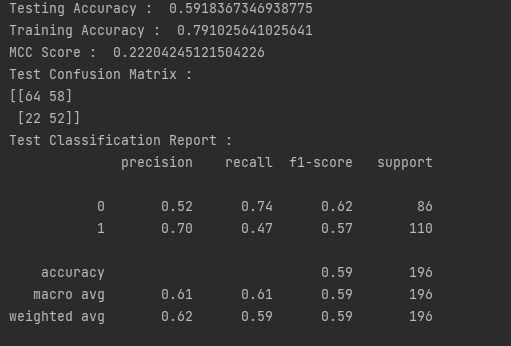 Testing Accuracy :  0.5918367346938775
Training Accuracy :  0.791025641025641
MCC Score :  0.22204245121504226
Test Confusion Matrix :
[[64 58]
 [22 52]]
Test Classification Report :
              precision    recall  f1-score   support

           0       0.52      0.74      0.62        86
           1       0.70      0.47      0.57       110

    accuracy                           0.59       196
   macro avg       0.61      0.61      0.59       196
weighted avg       0.62      0.59      0.59       196